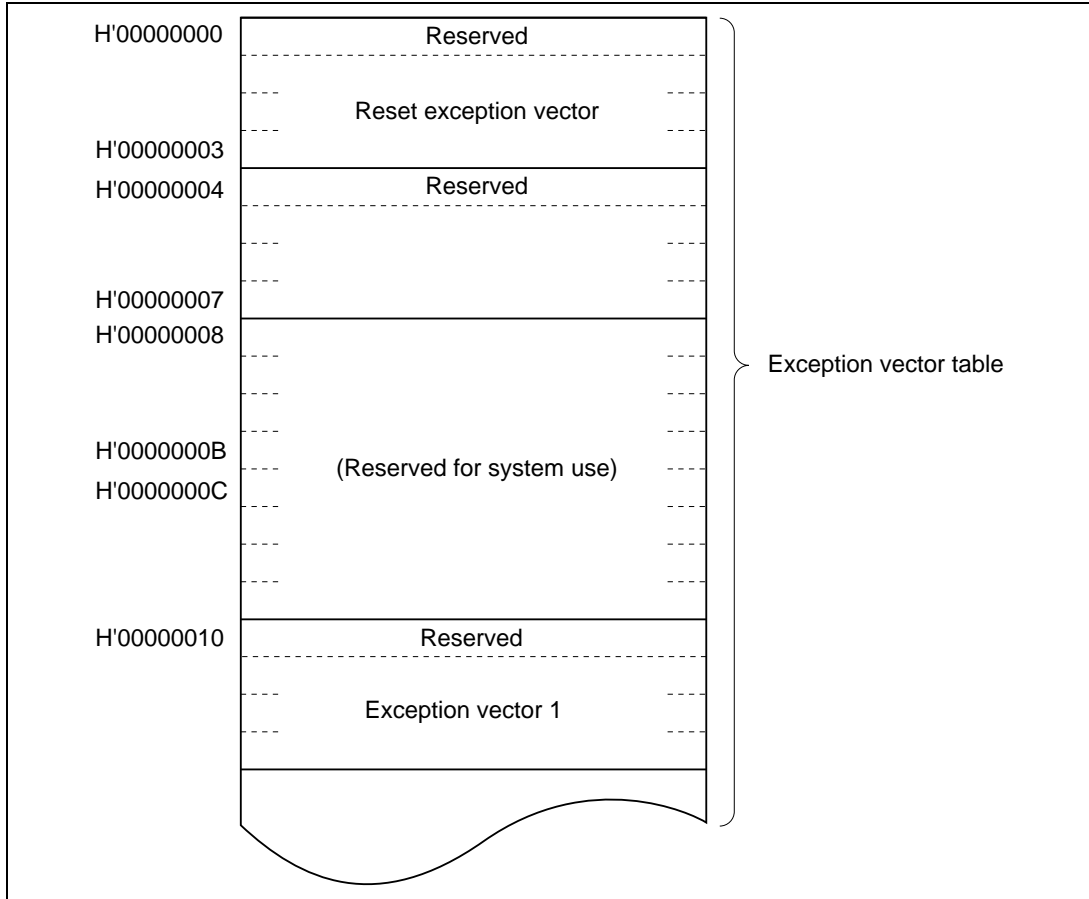 H'00000000
Reserved
Reset exception vector
H'00000003
H'00000004
Reserved
H'00000007
H'00000008
Exception vector table
H'0000000B
(Reserved for system use)
H'0000000C
H'00000010
Reserved
Exception vector 1